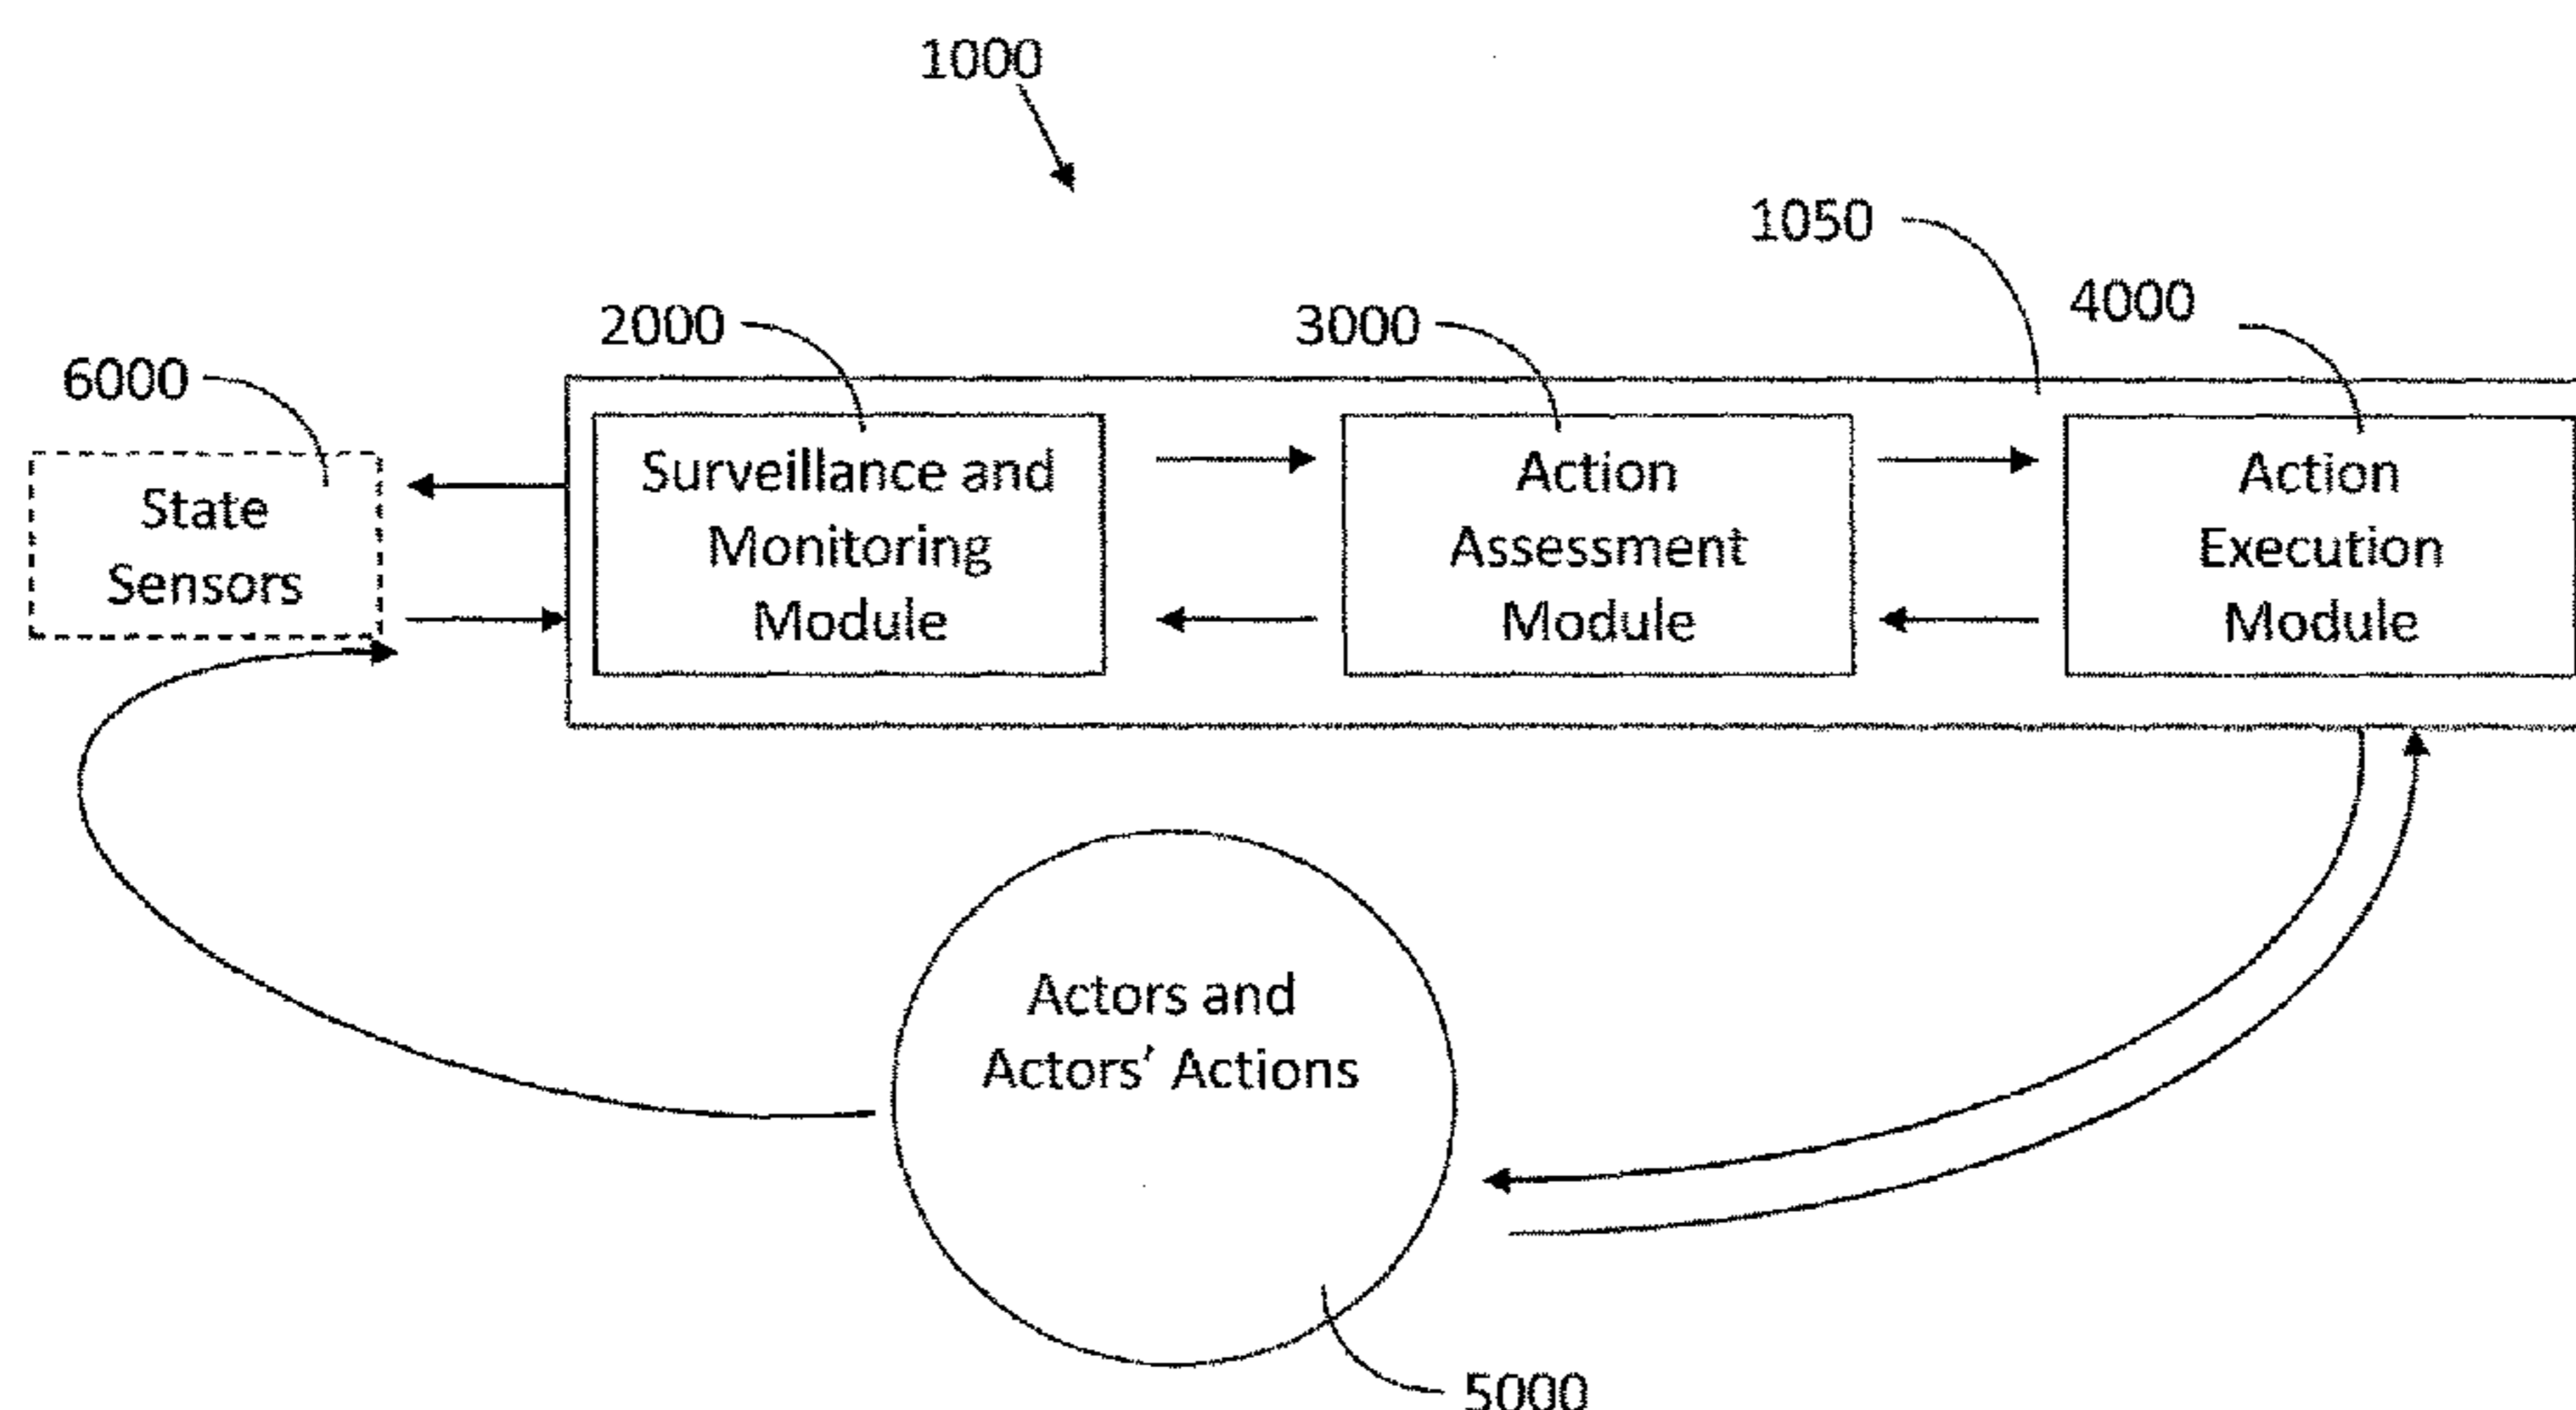 1000
1050
4000
2000
3000
6000
Surveillance and
Monitoring
Module
Action
Assessment
Module
Action
Execution
Module
State
Sensors
Actors and
Actors' Actions
5000